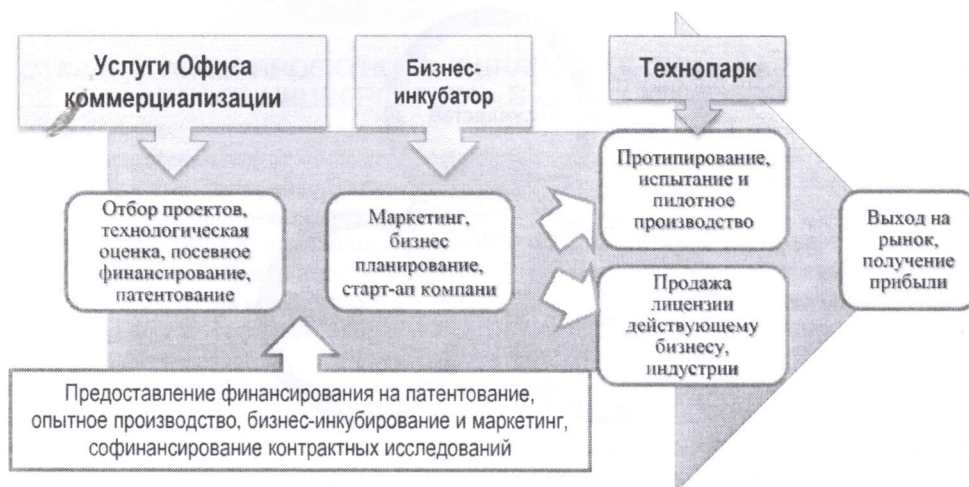 Услуги Офиса
коммерциализации
Бизнес-
инкубатор
Технопарк
Отбор проектов,
технологическая
оценка, посевное
финансирование,
патентование
Маркетинг,
бизнес
планирование,
старт-ап компани
Протипирование,
испытание и
пилотное
производство
Продажа
лицензии
действующему
бизнесу,
индустрии
Выход на
рынок,
получение
прибыли
Предоставление финансирования на патентование,
опытное производство, бизнес-инкубирование и маркетинг,
софинансирование контрактных исследований